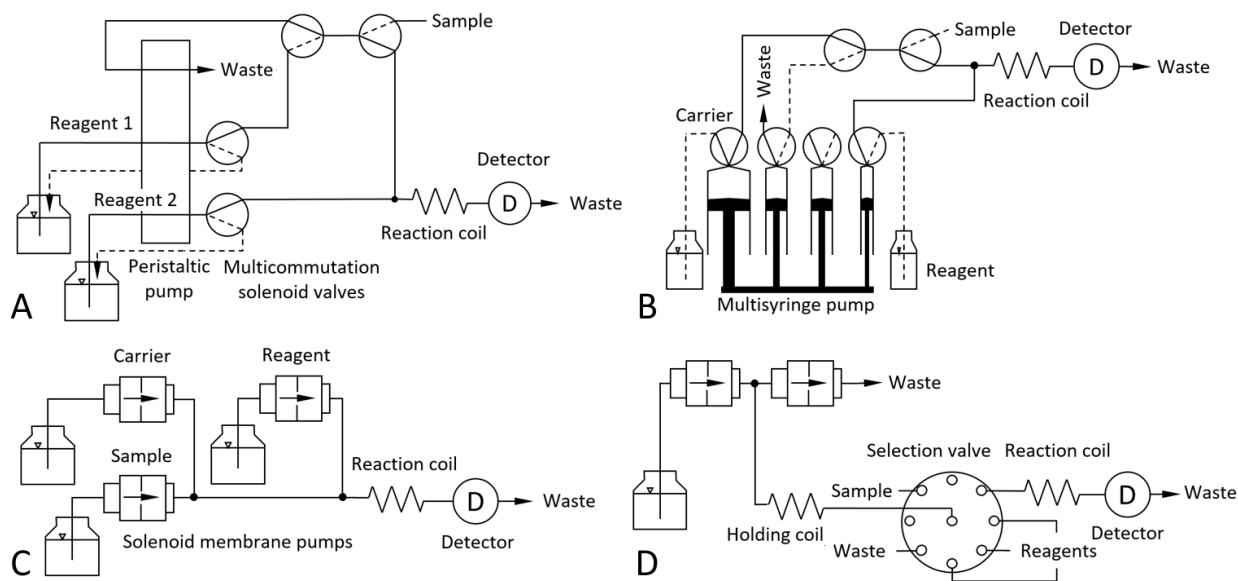 Sample
Waste
Reagent 1
Reagent 2
Detector
D
Waste
Reaction coil
Peristaltic
pump
Multicommutation
solenoid valves
A
Sample
Detector
D
Waste
Waste
Reaction coil
Carrier
Reagent
Multisyringe pump
B
Carrier
Reagent
Sample
Reaction coil
D
Waste
Solenoid membrane pumps
Detector
C
Waste
Selection valve
Reaction coil
Sample
D
Waste
Holding coil
Detector
Waste
Reagents
D